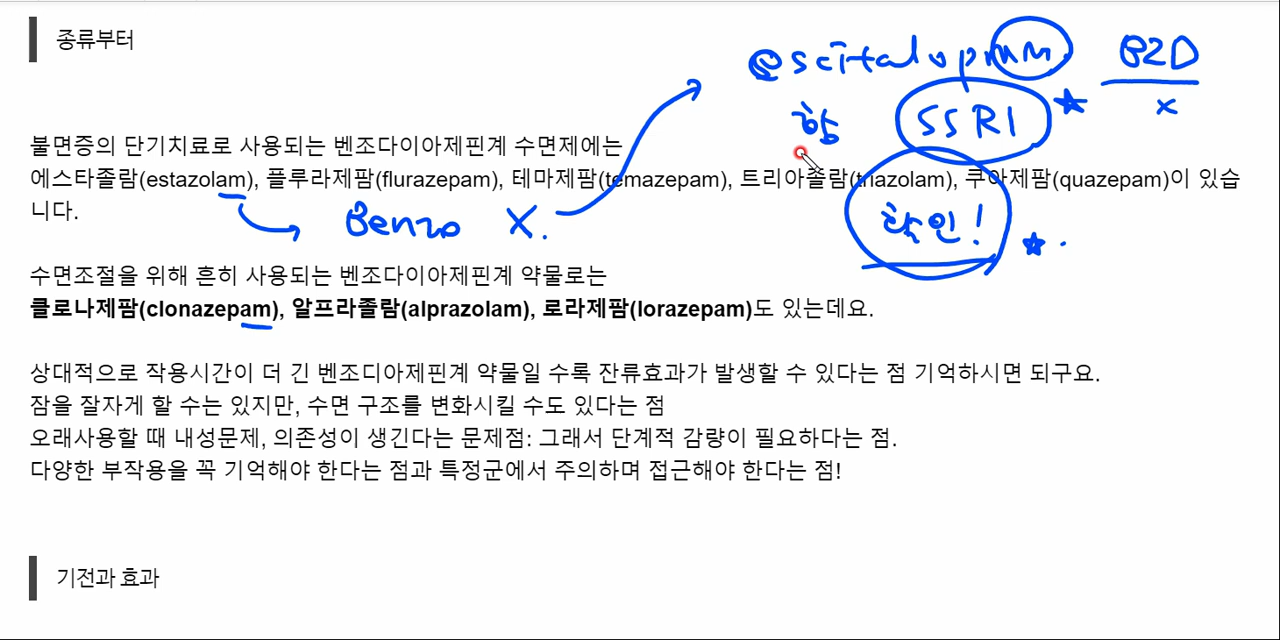 종류부터
escitalopram BZD
x
항 SSRI
불면증의 단기치료로 사용되는 벤조다이아제핀계 수면제에는
에스타졸람(estazolam), 플루라제팜(flurazepam), 테마제팜(temazepam), 트리아졸람(triazolam), 쿠아제팜(quazepam)이 있습
니다.
Benzo X.
확인!
수면조절을 위해 흔히 사용되는 벤조다이아제핀계 약물로는
클로나제팜(clonazepam), 알프라졸람(alprazolam), 로라제팜(lorazepam)도 있는데요.
상대적으로 작용시간이 더 긴 벤조디아제핀계 약물일 수록 잔류효과가 발생할 수 있다는 점 기억하시면 되구요.
잠을 잘자게 할 수는 있지만, 수면 구조를 변화시킬 수도 있다는 점
오래사용할 때 내성문제, 의존성이 생긴다는 문제점: 그래서 단계적 감량이 필요하다는 점.
다양한 부작용을 꼭 기억해야 한다는 점과 특정군에서 주의하며 접근해야 한다는 점!
기전과 효과